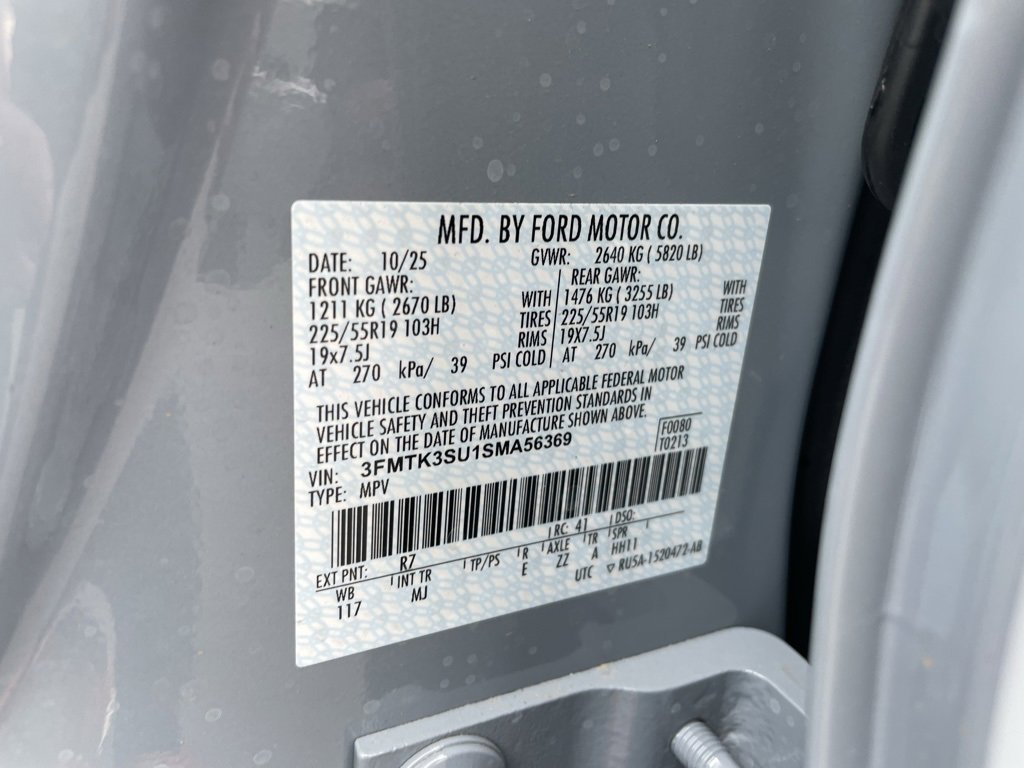 MFD. BY FORD MOTOR CO.
DATE: 10/25 GVWR: 2640 KG ( 5820 LB)
FRONT GAWR: REAR GAWR:
1211 KG ( 2670 LB) WITH 1476 KG ( 3255 LB) WITH
225/55R19 103H TIRES 225/55R19 103H TIRES
19x7.5J RIMS 19X7.5J RIMS
AT 270 kPa/ 39 PSI COLD AT 270 kPa/ 39 PSI COLD
THIS VEHICLE CONFORMS TO ALL APPLICABLE FEDERAL MOTOR
VEHICLE SAFETY AND THEFT PREVENTION STANDARDS IN
EFFECT ON THE DATE OF MANUFACTURE SHOWN ABOVE.
F0080
T0213
VIN: 3FMTK3SU1SMA56369
TYPE: MPV
EXT PNT: R7 RC: 41 DSO:
WB INT TR TP/PS R AXLE TR SPR
117 MJ E ZZ A HH11
UTC ▽ RU5A-1520472-AB